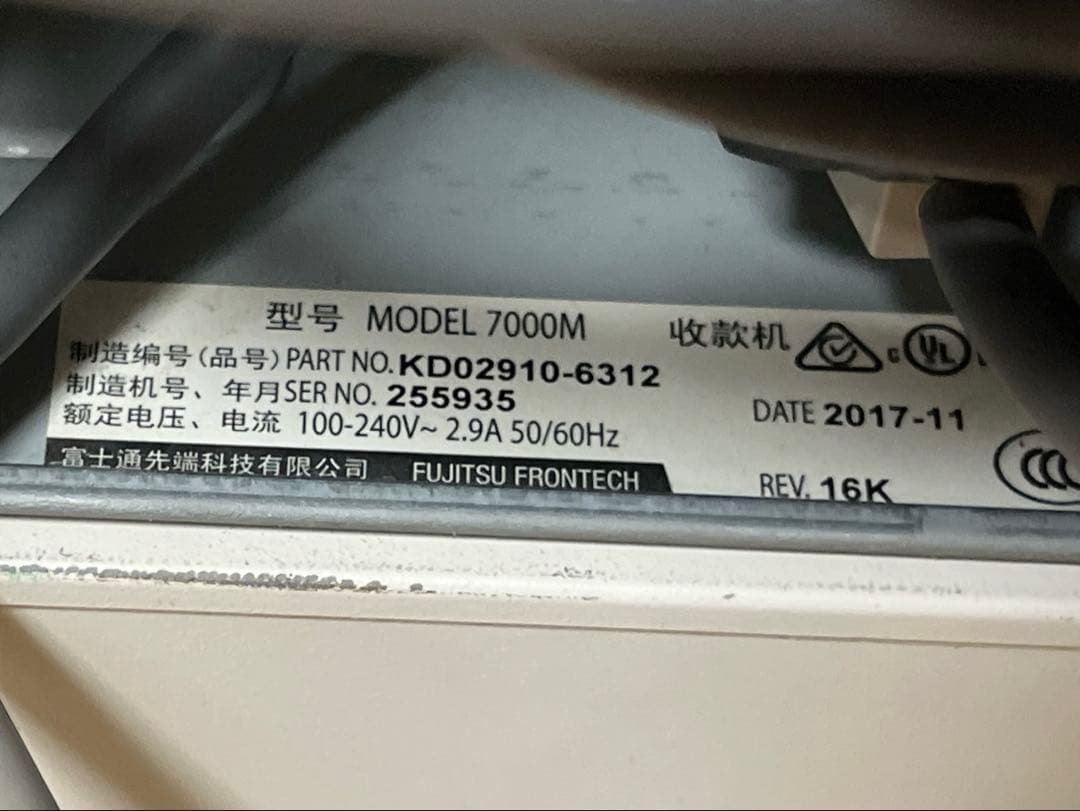 型号 MODEL 7000M 收款机
制造编号(品号)PART NO. KD02910-6312
制造机号、年月SER NO. 255935 DATE 2017-11
额定电压、电流 100-240V~ 2.9A 50/60Hz
富士通先端科技有限公司 FUJITSU FRONTECH REV. 16K
c UL
CCC